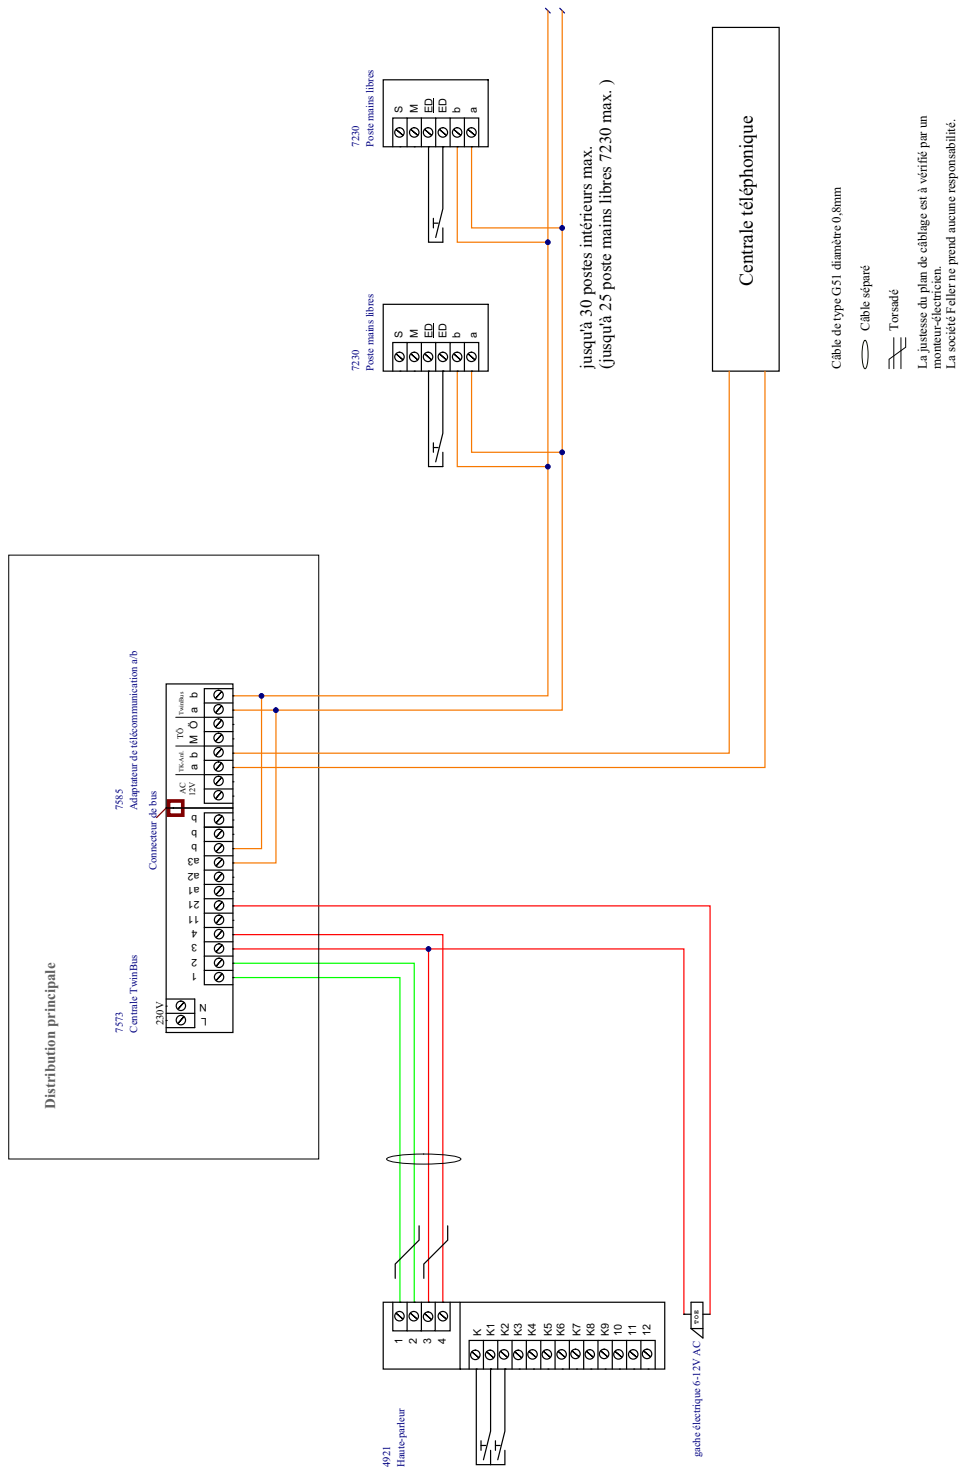 Distribution principale
7573
Centrale TwinBus
230V
L
N
1
2
3
4
11
21
a1
a2
a3
b
b
b
Connecteur de bus
7585
Adaptateur de télécommunication a/b
AC
12V
TK-Anl.
a
b
TÖ
M
Ö
TwinBus
a
b
4921
Haute-parleur
1
2
3
4
K
K1
K2
K3
K4
K5
K6
K7
K8
K9
10
11
12
gache électrique 6-12V AC
7230
Poste mains libres
S
M
ED
ED
b
a
7230
Poste mains libres
S
M
ED
ED
b
a
jusqu'à 30 postes intérieurs max.
(jusqu'à 25 poste mains libres 7230 max. )
Centrale téléphonique
Câble de type G51 diamètre 0,8mm
Câble séparé
Torsadé
La justesse du plan de câblage est à vérifié par un
monteur-électricien.
La société Feller ne prend aucune responsabilité.